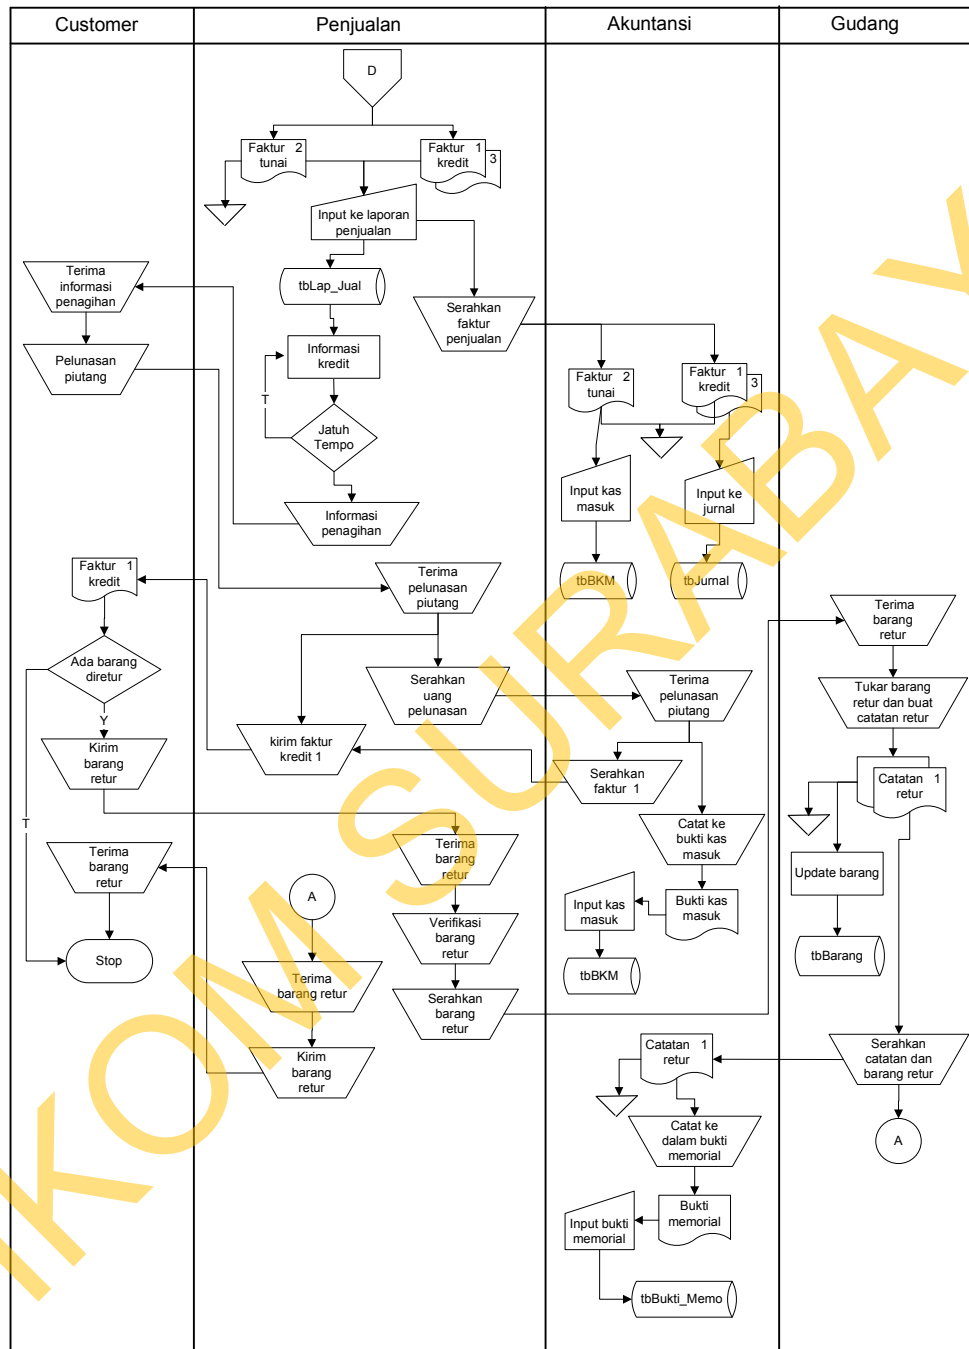 Customer
Penjualan
Akuntansi
Gudang
D
Faktur 2
tunai
Faktur 1
kredit
3
Input ke laporan
penjualan
Terima
informasi
penagihan
tbLap_Jual
Serahkan
faktur
penjualan
Pelunasan
piutang
Informasi
kredit
T
Jatuh
Tempo
Faktur 2
tunai
Faktur 1
kredit
3
Input kas
masuk
Input ke
jurnal
Informasi
penagihan
tbBKM
tbJurnal
Faktur 1
kredit
Terima
pelunasan
piutang
Terima
barang
retur
Ada barang
diretur
Y
T
Serahkan
uang
pelunasan
Terima
pelunasan
piutang
Tukar barang
retur dan buat
catatan retur
Kirim
barang
retur
kirim faktur
kredit 1
Serahkan
faktur 1
Catatan 1
retur
Terima
barang
retur
Terima
barang
retur
Catat ke
bukti kas
masuk
Update barang
A
Input kas
masuk
Bukti kas
masuk
Verifikasi
barang
retur
Stop
tbBarang
Terima
barang retur
tbBKM
Serahkan
barang
retur
Kirim
barang
retur
Catatan 1
retur
Serahkan
catatan dan
barang retur
Catat ke
dalam bukti
memorial
A
Input bukti
memorial
Bukti
memorial
tbBukti_Memo
IKOM SURABAY